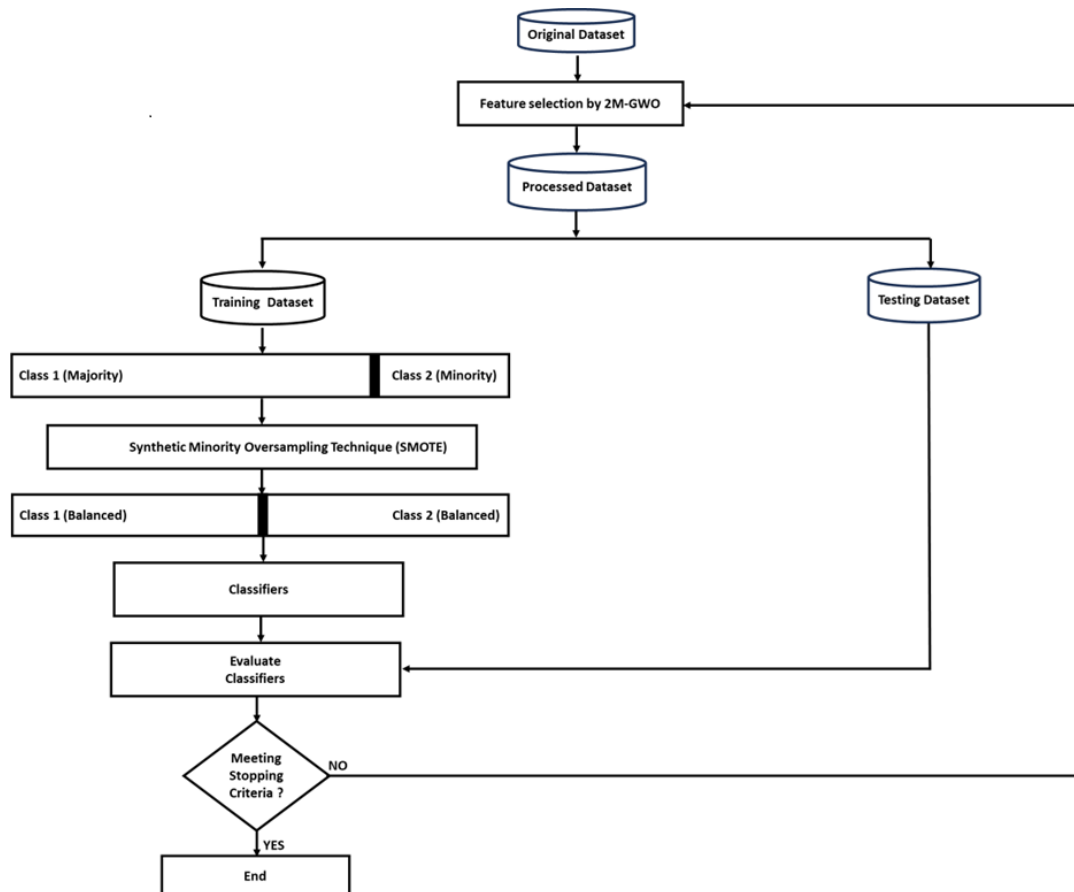 Original Dataset
Feature selection by 2M-GWO
Processed Dataset
Training Dataset
Testing Dataset
Class 1 (Majority)
Class 2 (Minority)
Synthetic Minority Oversampling Technique (SMOTE)
Class 1 (Balanced)
Class 2 (Balanced)
Classifiers
Evaluate
Classifiers
Meeting
Stopping
Criteria ?
NO
YES
End